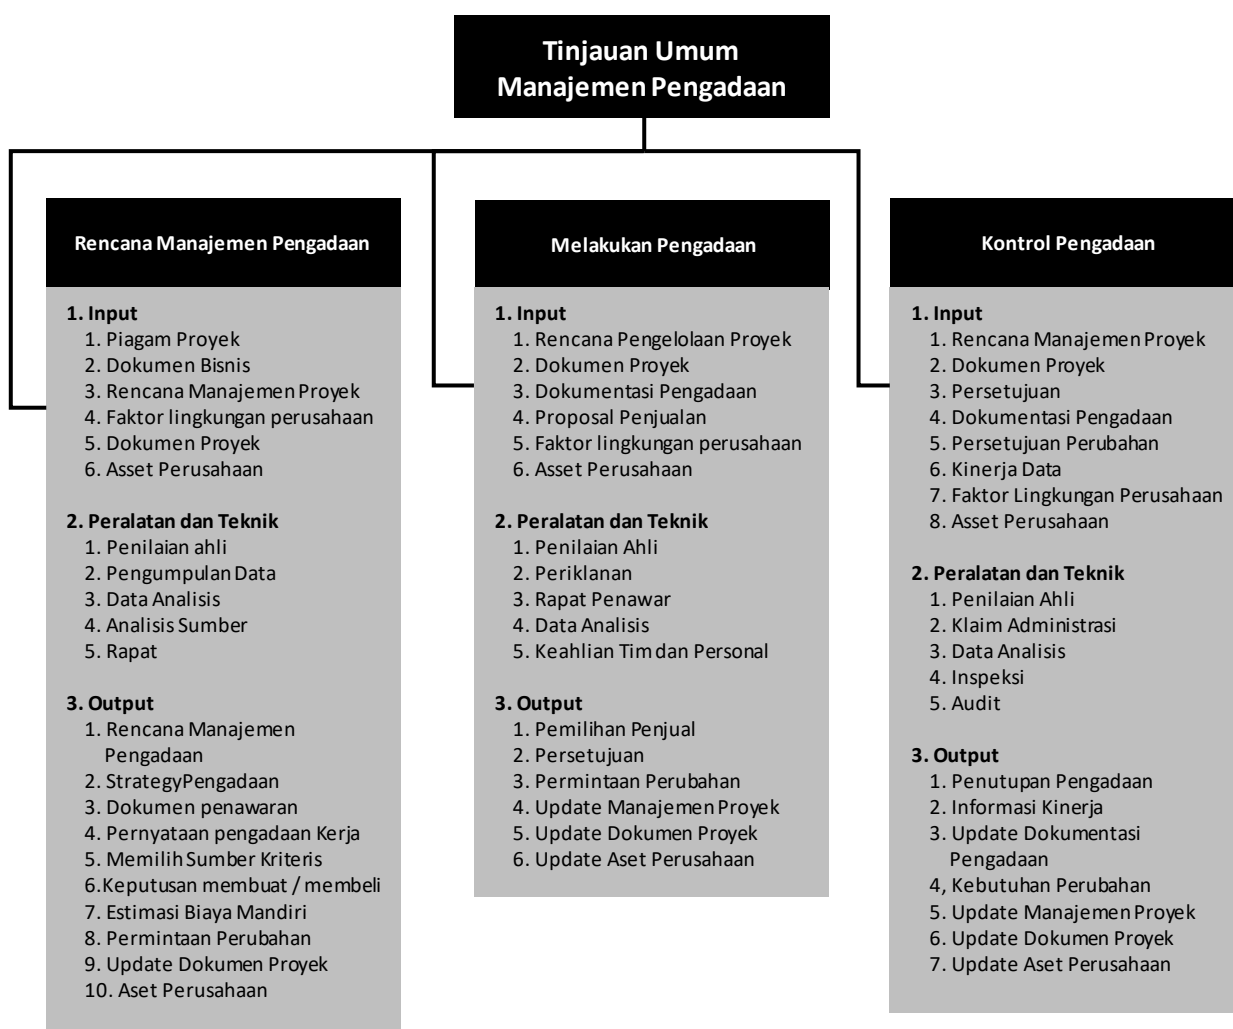 Tinjauan Umum
Manajemen Pengadaan
Rencana Manajemen Pengadaan
1. Input
1. Piagam Proyek
2. Dokumen Bisnis
3. Rencana Manajemen Proyek
4. Faktor lingkungan perusahaan
5. Dokumen Proyek
6. Asset Perusahaan
2. Peralatan dan Teknik
1. Penilaian ahli
2. Pengumpulan Data
3. Data Analisis
4. Analisis Sumber
5. Rapat
3. Output
1. Rencana Manajemen
Pengadaan
2. StrategyPengadaan
3. Dokumen penawaran
4. Pernyataan pengadaan Kerja
5. Memilih Sumber Kriteris
6.Keputusan membuat / membeli
7. Estimasi Biaya Mandiri
8. Permintaan Perubahan
9. Update Dokumen Proyek
10. Aset Perusahaan
Melakukan Pengadaan
1. Input
1. Rencana Pengelolaan Proyek
2. Dokumen Proyek
3. Dokumentasi Pengadaan
4. Proposal Penjualan
5. Faktor lingkungan perusahaan
6. Asset Perusahaan
2. Peralatan dan Teknik
1. Penilaian Ahli
2. Periklanan
3. Rapat Penawar
4. Data Analisis
5. Keahlian Tim dan Personal
3. Output
1. Pemilihan Penjual
2. Persetujuan
3. Permintaan Perubahan
4. Update Manajemen Proyek
5. Update Dokumen Proyek
6. Update Aset Perusahaan
Kontrol Pengadaan
1. Input
1. Rencana Manajemen Proyek
2. Dokumen Proyek
3. Persetujuan
4. Dokumentasi Pengadaan
5. Persetujuan Perubahan
6. Kinerja Data
7. Faktor Lingkungan Perusahaan
8. Asset Perusahaan
2. Peralatan dan Teknik
1. Penilaian Ahli
2. Klaim Administrasi
3. Data Analisis
4. Inspeksi
5. Audit
3. Output
1. Penutupan Pengadaan
2. Informasi Kinerja
3. Update Dokumentasi
Pengadaan
4, Kebutuhan Perubahan
5. Update Manajemen Proyek
6. Update Dokumen Proyek
7. Update Aset Perusahaan